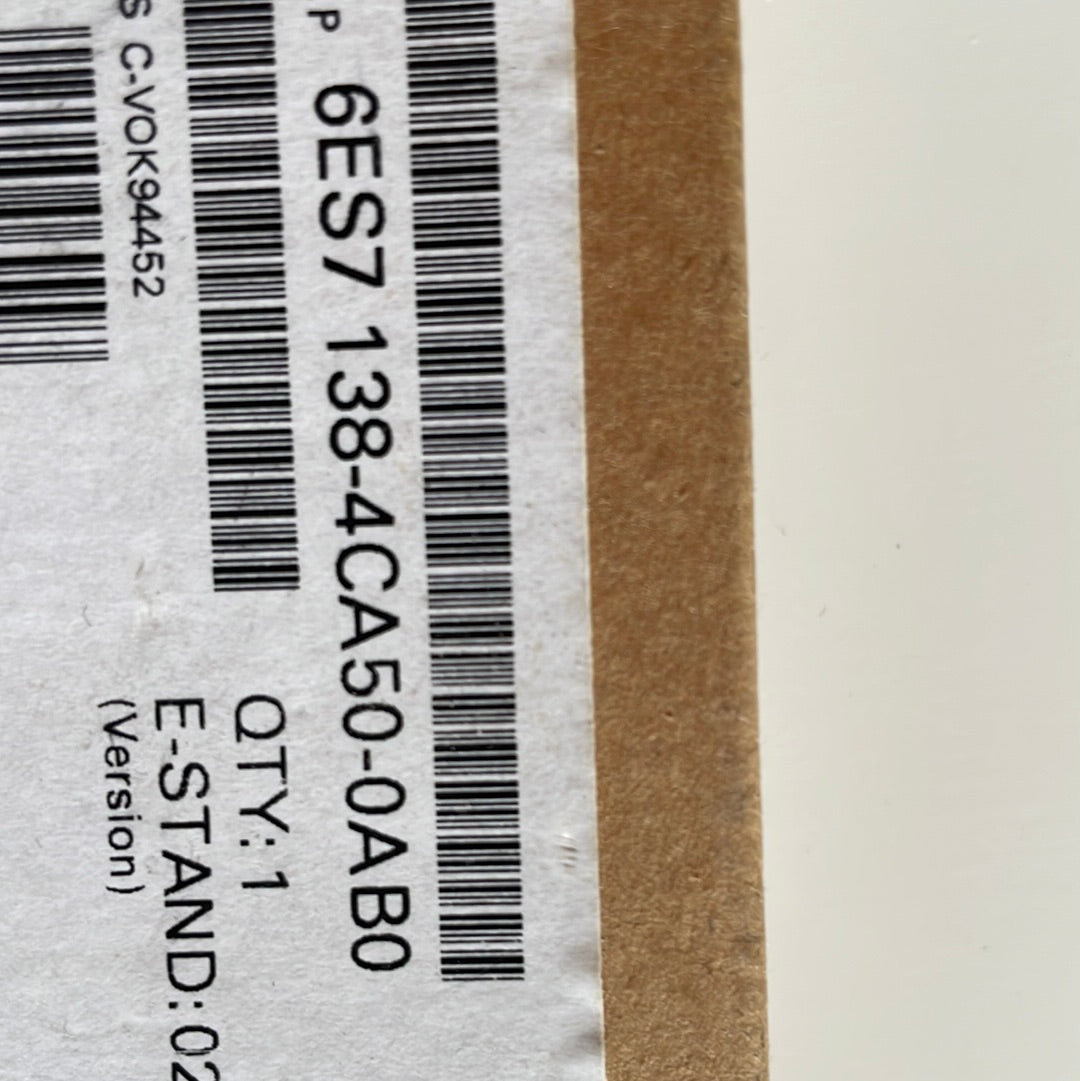 P 6ES7 138-4CA50-0AB0
S C-VOK94452
QTY: 1
E-STAND: 02
(Version)